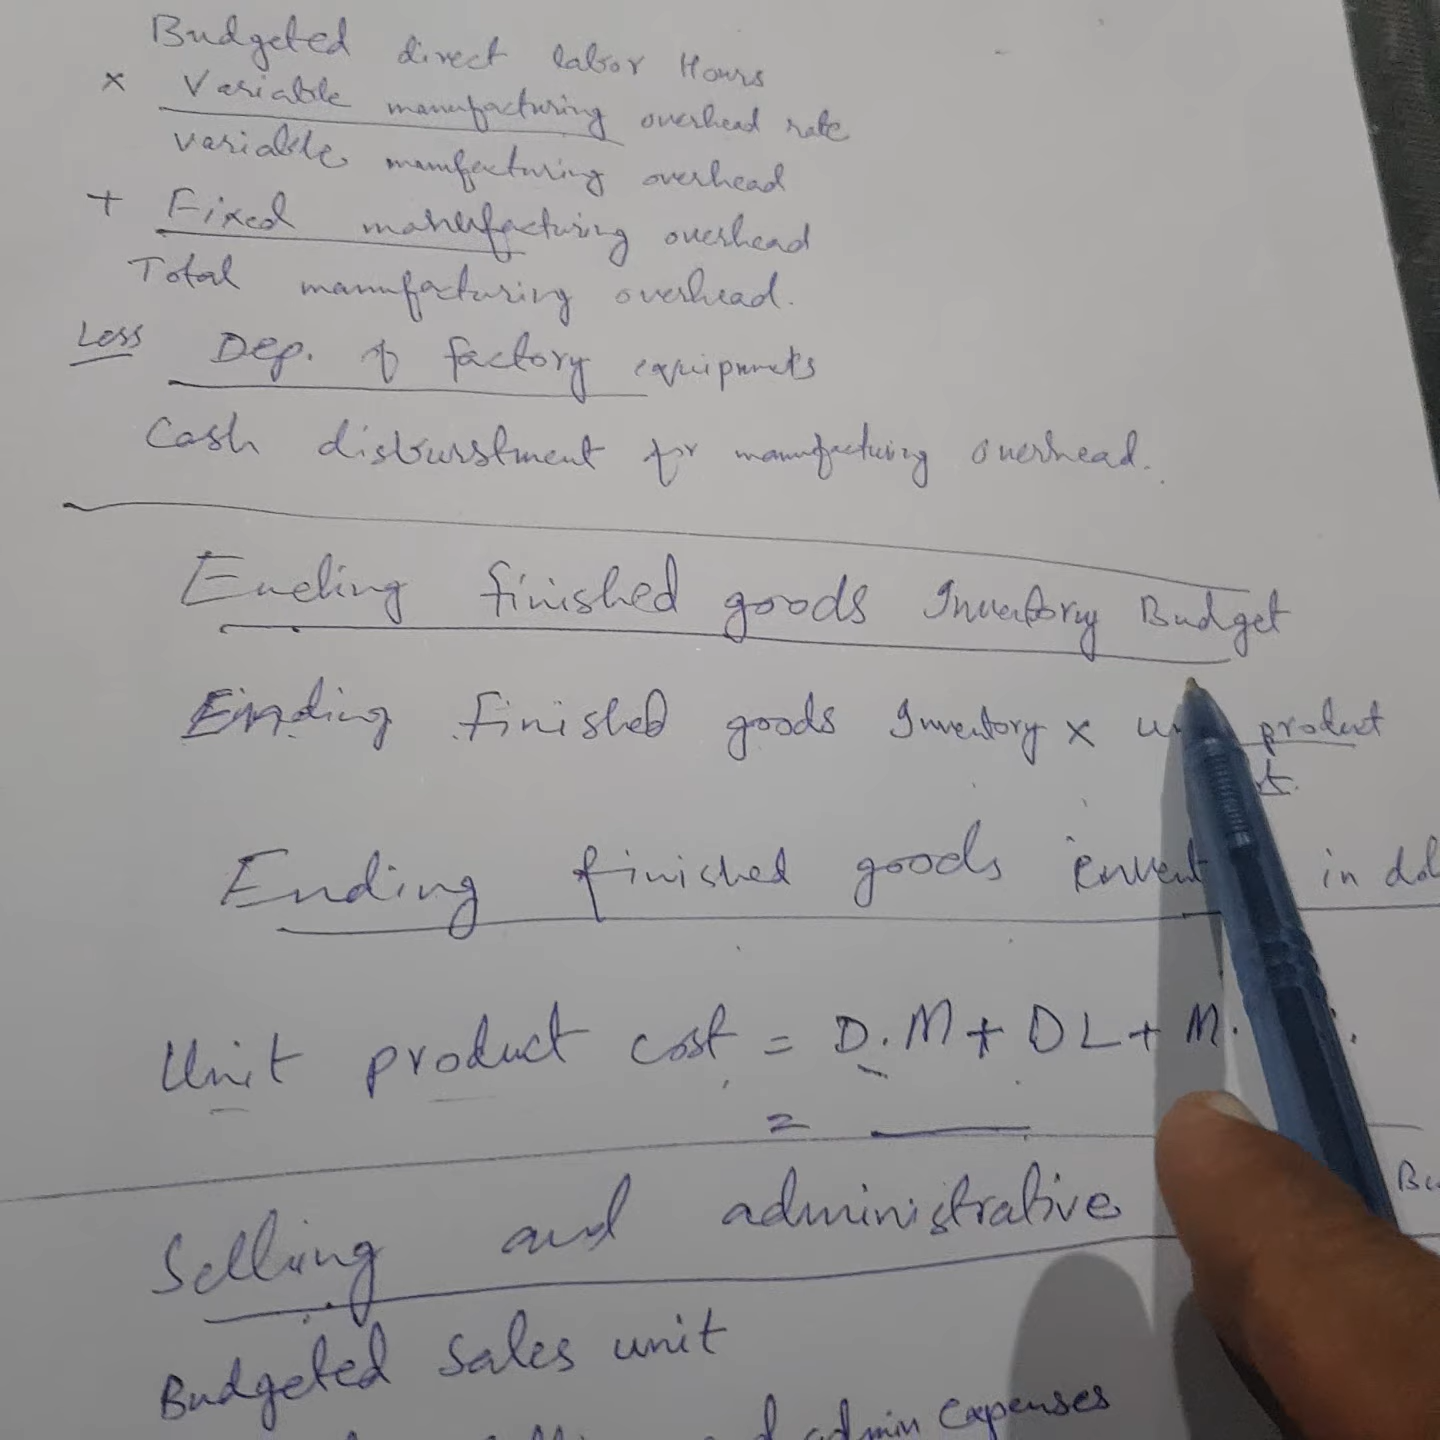 Budgeted direct labor Hours
x Variable manufacturing overhead rate
variable manufacturing overhead
+ Fixed manufacturing overhead
Total manufacturing overhead.
Less Dep. of factory equipments
Cash disburstment for manufacturing overhead.
Ending finished goods Inventory Budget
Ending finished goods Inventory x product
Ending finished goods in
Unit product cost = D.M + DL + M.
=
Selling and administrative
Budgeted sales unit
admin expenses